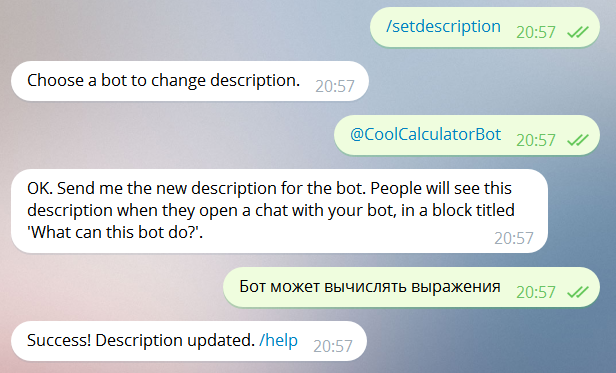 /setdescription 20:57
Choose a bot to change description. 20:57
@CoolCalculatorBot 20:57
OK. Send me the new description for the bot. People will see this
description when they open a chat with your bot, in a block titled
'What can this bot do?'.
20:57
Бот может вычислять выражения 20:57
Success! Description updated. /help 20:57